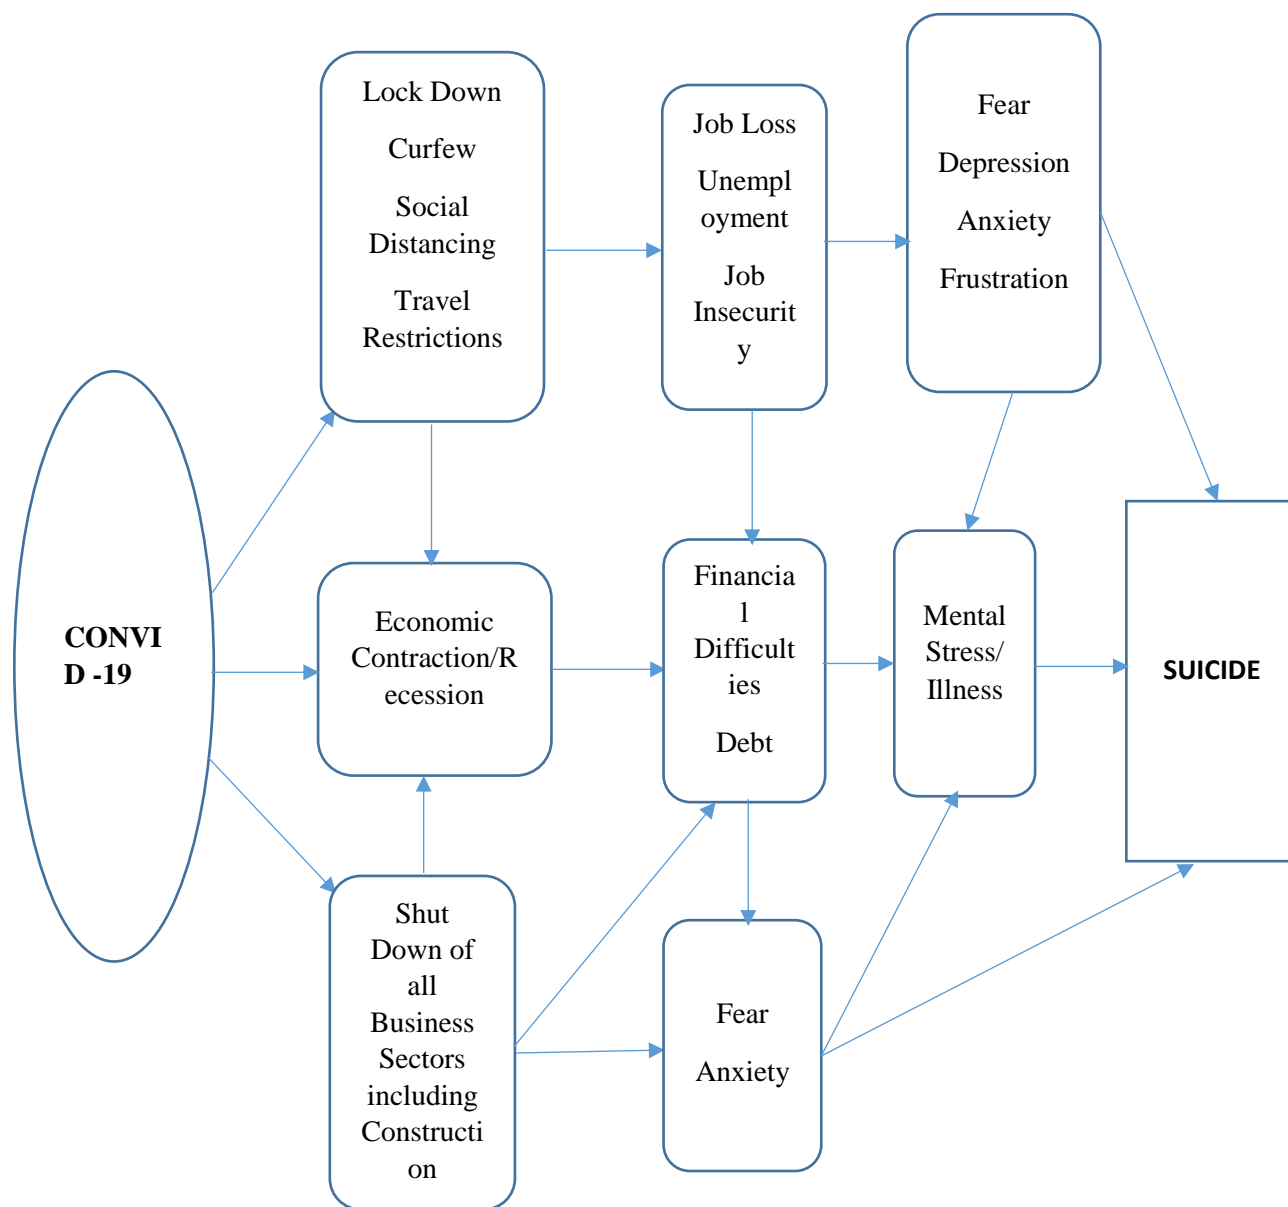 Lock Down
Curfew
Social
Distancing
Travel
Restrictions
Job Loss
Unempl
oyment
Job
Insecurit
y
Fear
Depression
Anxiety
Frustration
CONVI
D -19
Economic
Contraction/R
ecession
Financia
l
Difficult
ies
Debt
Mental
Stress/
Illness
SUICIDE
Shut
Down of
all
Business
Sectors
including
Constructi
on
Fear
Anxiety